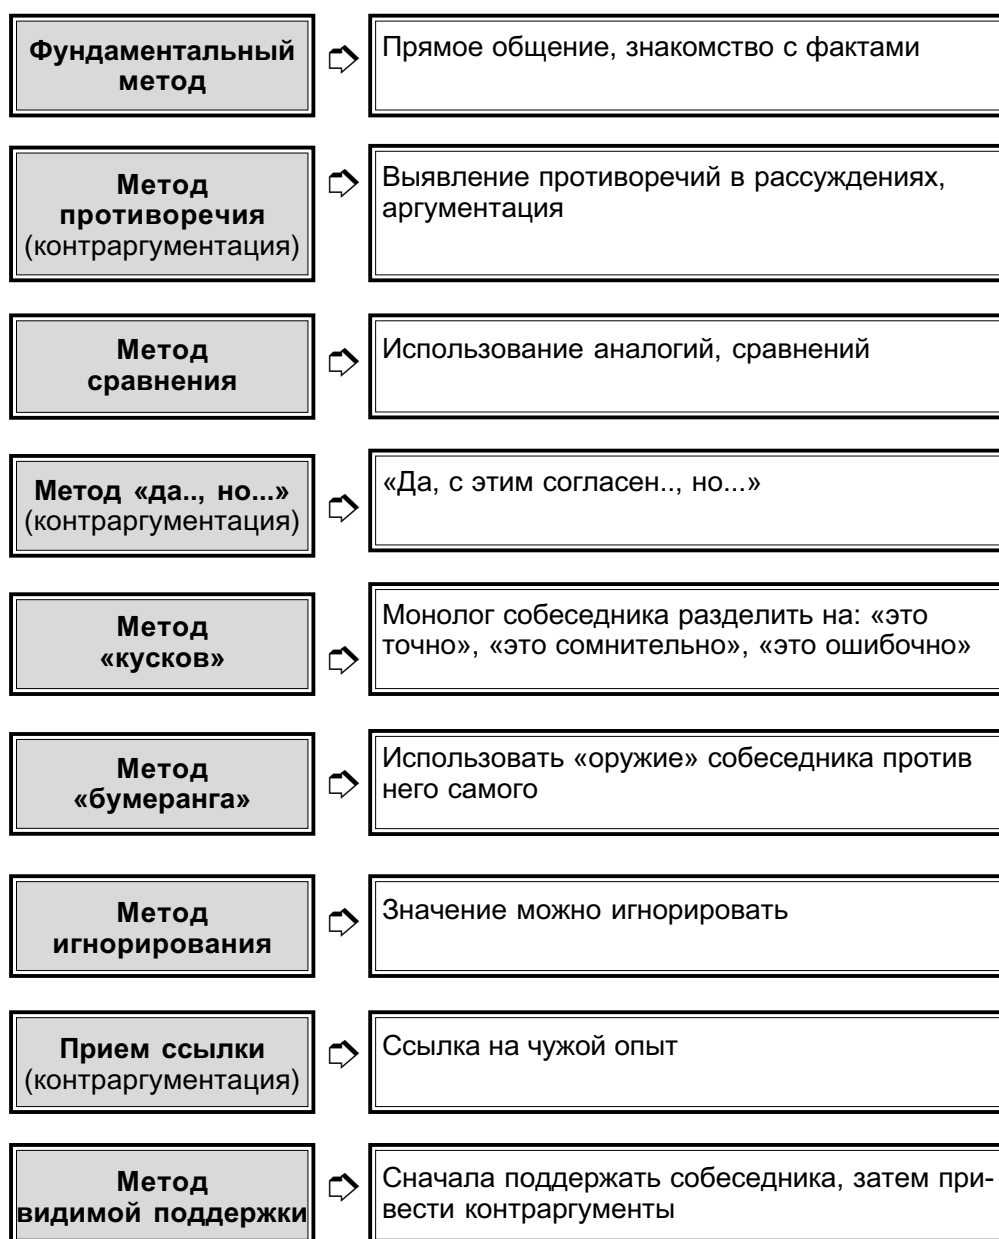 Фундаментальный
метод
Прямое общение, знакомство с фактами
Метод
противоречия
(контраргументация)
Выявление противоречий в рассуждениях,
аргументация
Метод
сравнения
Использование аналогий, сравнений
Метод «да.., но...»
(контраргументация)
«Да, с этим согласен.., но...»
Метод
«кусков»
Монолог собеседника разделить на: «это
точно», «это сомнительно», «это ошибочно»
Метод
«бумеранга»
Использовать «оружие» собеседника против
него самого
Метод
игнорирования
Значение можно игнорировать
Прием ссылки
(контраргументация)
Ссылка на чужой опыт
Метод
видимой поддержки
Сначала поддержать собеседника, затем при-
вести контраргументы